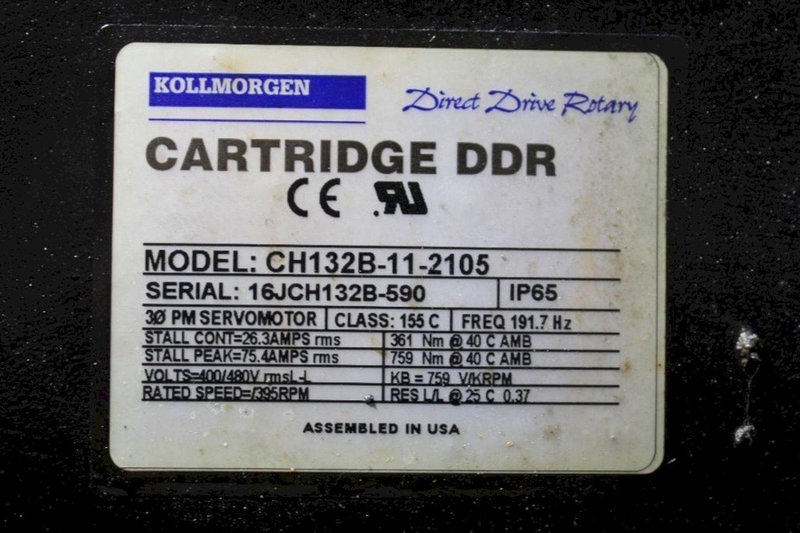 KOLLMORGEN
Direct Drive Rotary
CARTRIDGE DDR
CE RU
MODEL: CH132B-11-2105
SERIAL: 16JCH132B-590 IP65
3Ø PM SERVOMOTOR CLASS: 155 C FREQ 191.7 Hz
STALL CONT=26.3AMPS rms 361 Nm @ 40 C AMB
STALL PEAK=75.4AMPS rms 759 Nm @ 40 C AMB
VOLTS=400/480V rmsL-L KB = 759 V/KRPM
RATED SPEED=/395RPM RES L/L @ 25 C 0.37
ASSEMBLED IN USA